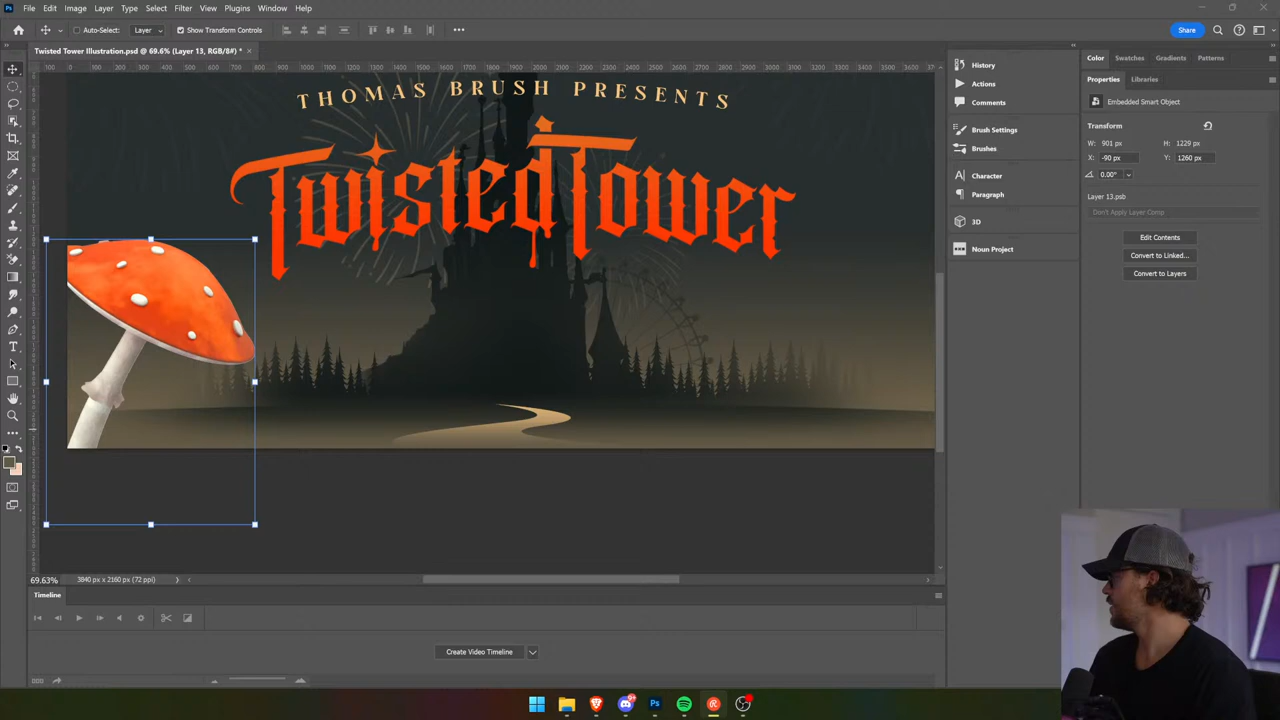 File Edit Image Layer Type Select Filter View Plugins Window Help
Auto-Select: Layer Show Transform Controls
Share
Twisted Tower Illustration.psd @ 69.6% (Layer 13, RGB/8#) *
THOMAS BRUSH PRESENTS
Twisted Tower
69.63% 3840 px x 2160 px (72 ppi)
Timeline
Create Video Timeline
History
Actions
Comments
Brush Settings
Brushes
Character
Paragraph
3D
Noun Project
Color Swatches Gradients Patterns
Properties Libraries
Embedded Smart Object
Transform
W: 901 px H: 1229 px
X: -90 px Y: 1260 px
0.00°
Layer 13.psb
Don't Apply Layer Comp
Edit Contents
Convert to Linked...
Convert to Layers